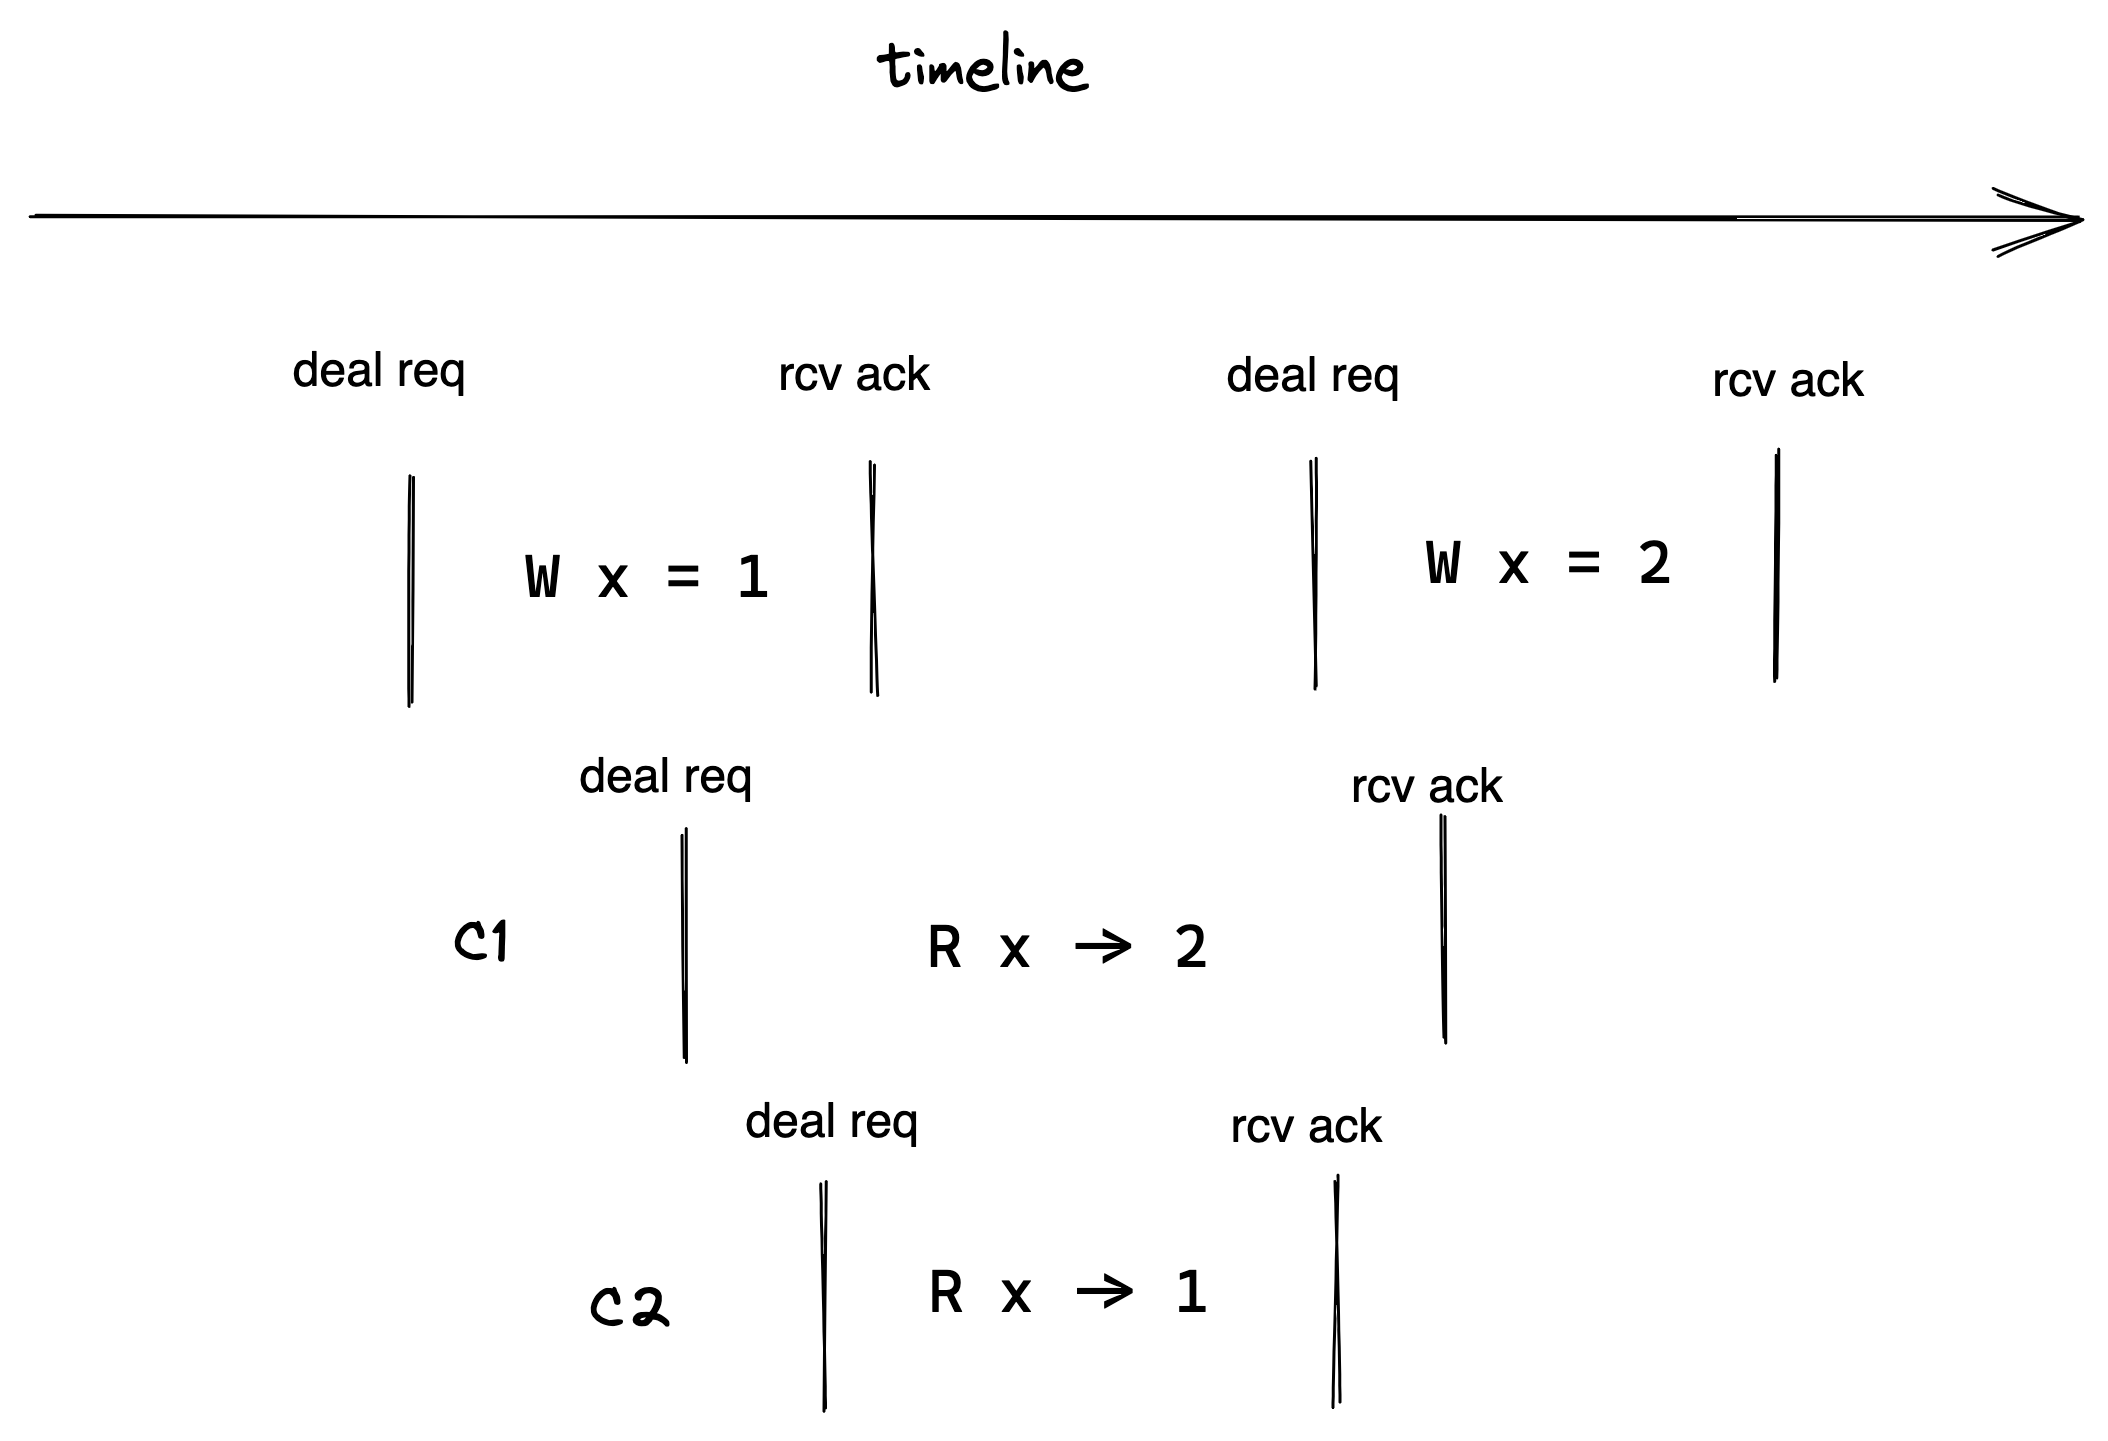 timeline
deal req rcv ack deal req rcv ack
W x = 1 W x = 2
deal req rcv ack
C1 R x → 2
deal req rcv ack
C2 R x → 1